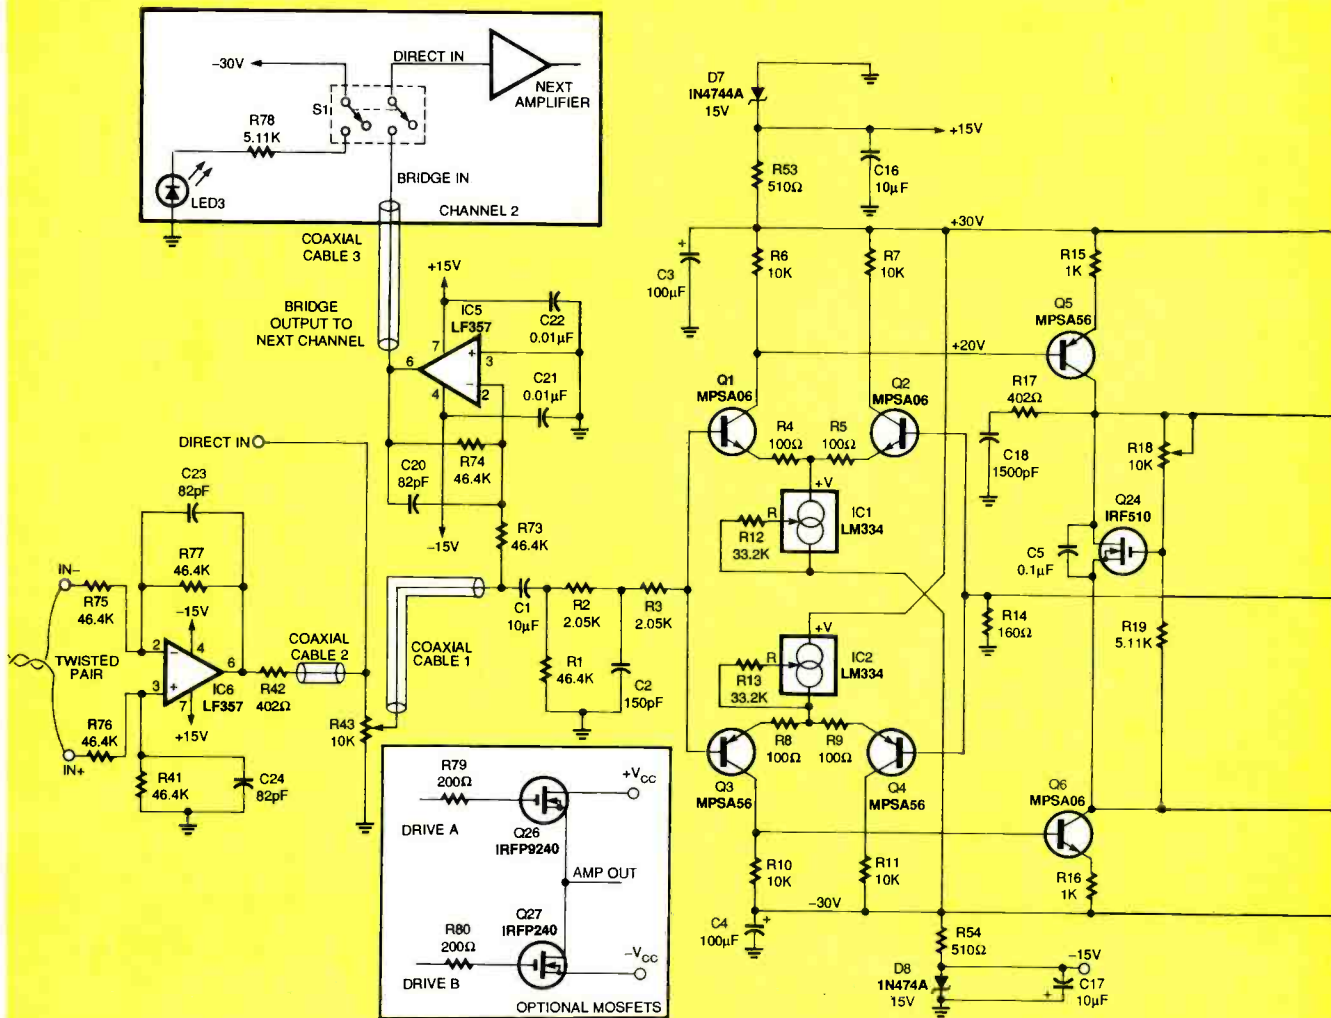 -30V
DIRECT IN
NEXT
AMPLIFIER
S1
R78
5.11K
LED3
BRIDGE IN
CHANNEL 2
COAXIAL
CABLE 3
BRIDGE
OUTPUT TO
NEXT CHANNEL
+15V
IC5
LF357
C22
0.01µF
7
6
+
3
-
2
4
C21
0.01µF
R74
46.4K
C20
82pF
-15V
R73
46.4K
DIRECT IN
C23
82pF
R77
46.4K
IN-
R75
46.4K
-15V
4
2
-
TWISTED
PAIR
3
+
6
7
IC6
LF357
+15V
R76
46.4K
IN+
R41
46.4K
C24
82pF
COAXIAL
CABLE 2
R42
402Ω
R43
10K
COAXIAL
CABLE 1
C1
10µF
R2
2.05K
R3
2.05K
R1
46.4K
C2
150pF
R79
200Ω
DRIVE A
Q26
IRFP9240
+VCC
AMP OUT
Q27
IRFP240
R80
200Ω
DRIVE B
-VCC
OPTIONAL MOSFETS
D7
IN4744A
15V
+15V
R53
510Ω
C16
10µF
+30V
+
C3
100µF
R6
10K
R7
10K
R15
1K
Q5
MPSA56
+20V
Q1
MPSA06
Q2
MPSA06
R4
100Ω
R5
100Ω
R17
402Ω
C18
1500pF
R18
10K
+V
R
IC1
LM334
R12
33.2K
Q24
IRF510
C5
0.1µF
R14
160Ω
R19
5.11K
+V
R
IC2
LM334
R13
33.2K
R8
100Ω
R9
100Ω
Q3
MPSA56
Q4
MPSA56
Q6
MPSA06
R10
10K
R11
10K
R16
1K
-30V
C4
100µF
+
R54
510Ω
-15V
D8
1N474A
15V
+
C17
10µF